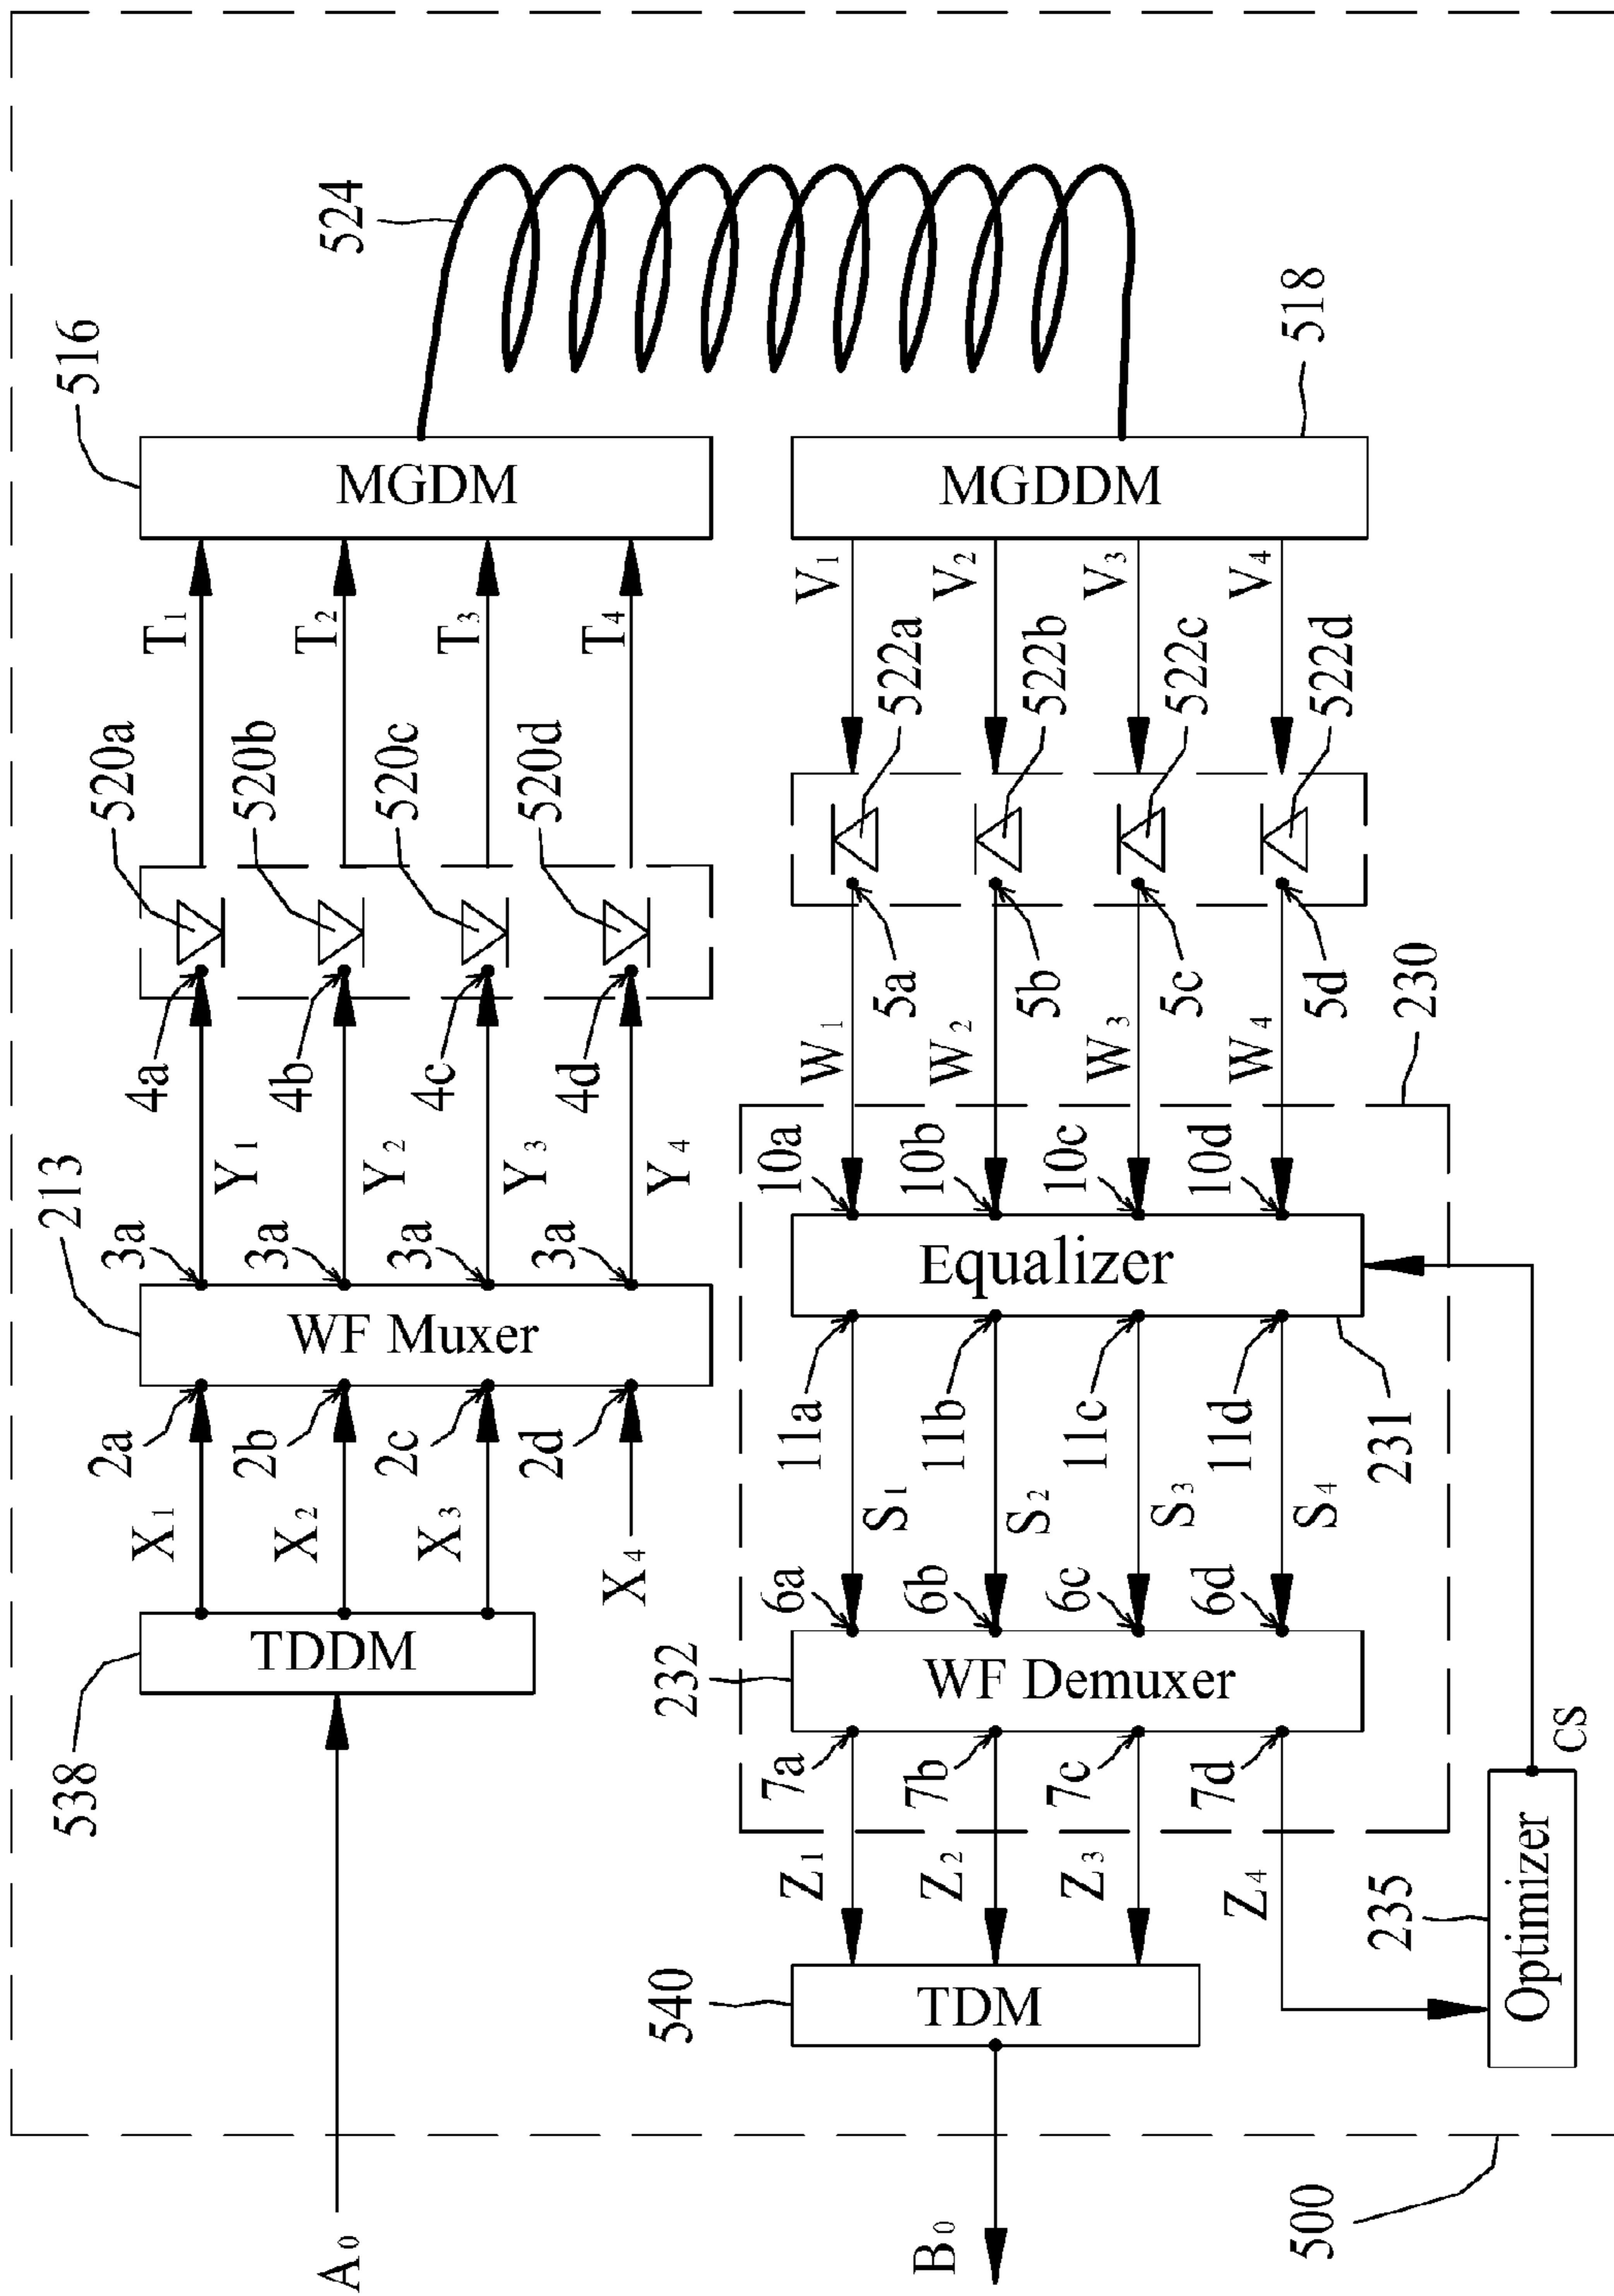 516
524
T₁
T₂
T₃
T₄
MGDM
520a
520b
520c
520d
4a
4b
4c
4d
213
3a
3a
3a
3a
Y₁
Y₂
Y₃
Y₄
WF Muxer
2a
2b
2c
2d
X₁
X₂
X₃
X₄
538
TDDM
A₀
518
MGDDM
V₁
V₂
V₃
V₄
522a
522b
522c
522d
5a
5b
5c
5d
W₁
W₂
W₃
W₄
230
10a
10b
10c
10d
Equalizer
231
11a
11b
11c
11d
S₁
S₂
S₃
S₄
6a
6b
6c
6d
232
WF Demuxer
7a
7b
7c
7d
Z₁
Z₂
Z₃
Z₄
540
TDM
235
Optimizer
CS
B₀
500